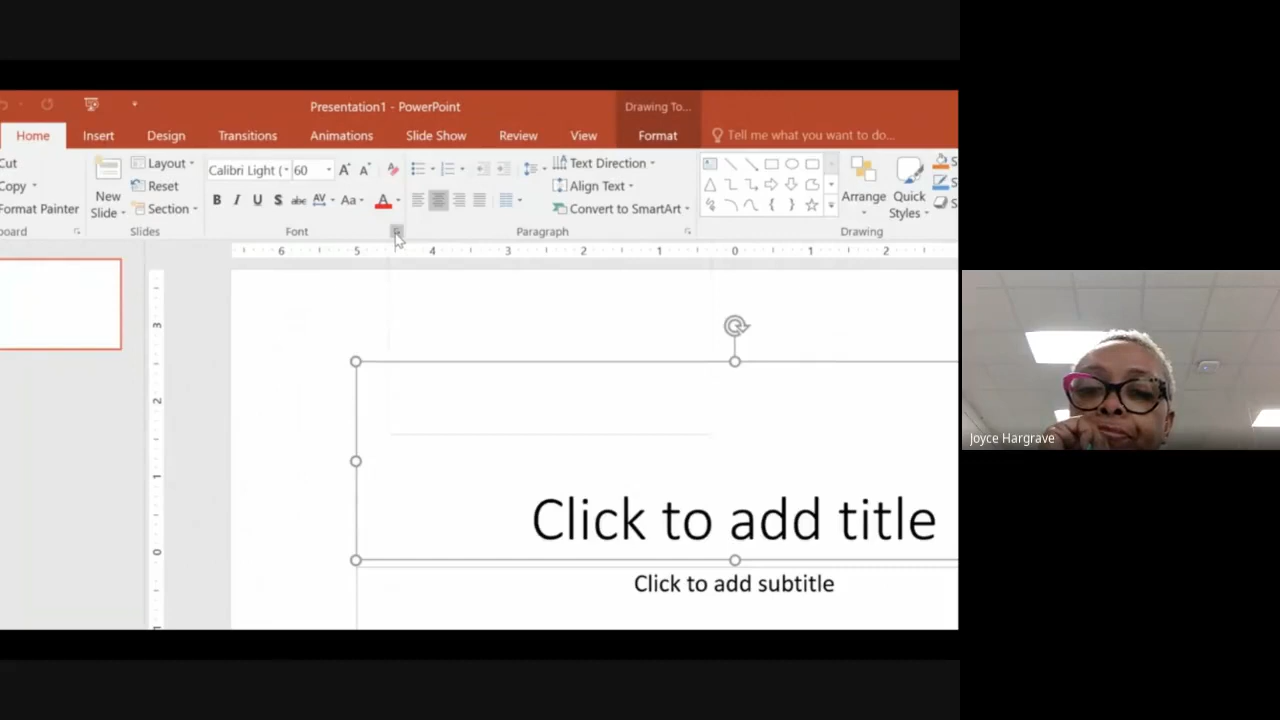 Presentation1 - PowerPoint
Drawing To...
Home Insert Design Transitions Animations Slide Show Review View Format Tell me what you want to do...
Cut
Copy
Format Painter
New Slide
Layout
Reset
Section
Slides
Calibri Light ( 60
B I U S abc AV Aa A
Font
Text Direction
Align Text
Convert to SmartArt
Paragraph
Arrange
Quick Styles
Drawing
6 5 4 3 2 1 0 1 2
3
2
1
0
1
Click to add title
Click to add subtitle
Joyce Hargrave